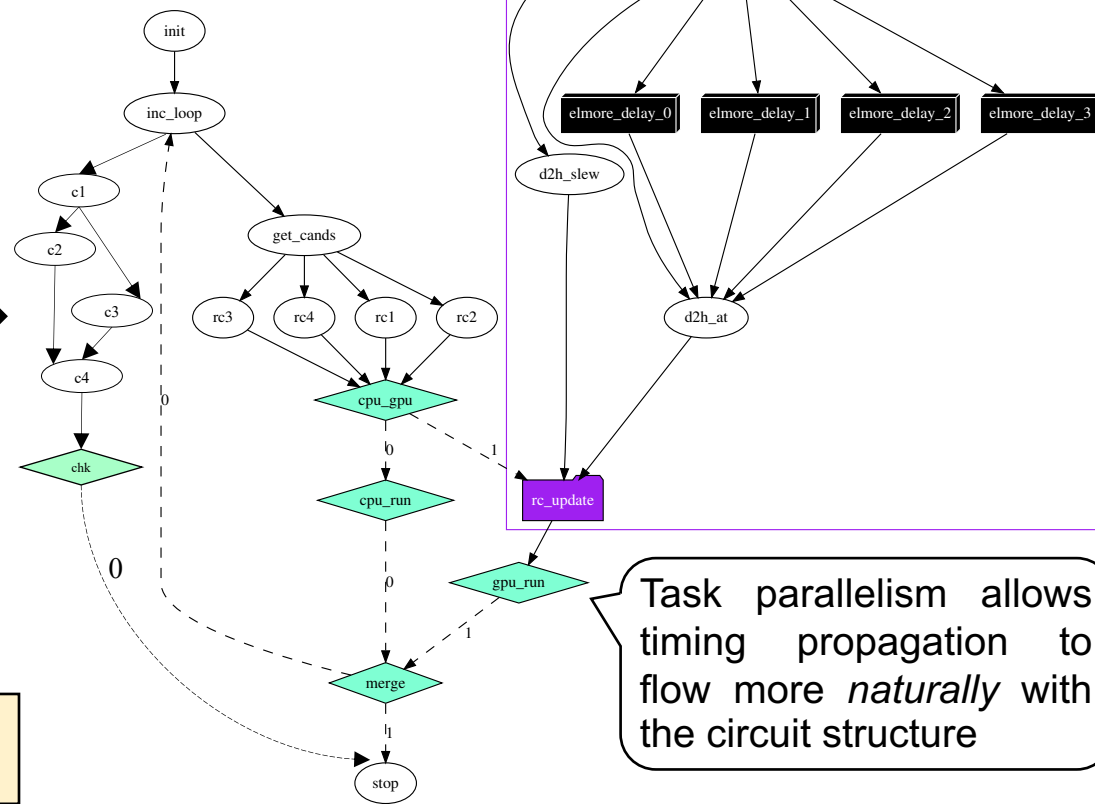 init
inc_loop
elmore_delay_0
elmore_delay_1
elmore_delay_2
elmore_delay_3
d2h_slew
c1
get_cands
c2
c3
rc3
rc4
rc1
rc2
d2h_at
c4
0
cpu_gpu
0
1
chk
cpu_run
rc_update
0
0
gpu_run
1
merge
1
stop
Task parallelism allows
timing propagation to
flow more naturally with
the circuit structure